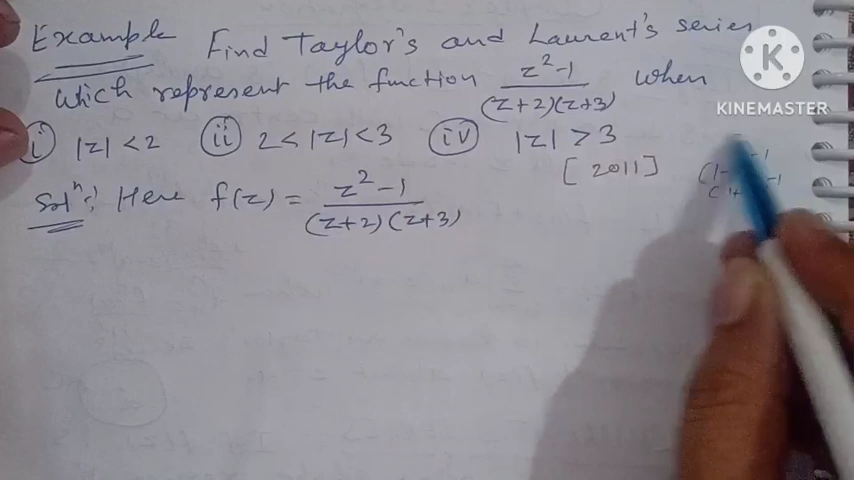 Example Find Taylor's and Laurent's series
which represent the function z²-1/(z+2)(z+3) when
(i) |z| < 2 (ii) 2 < |z| < 3 (iv) |z| > 3
[2011]
Solⁿ: Here f(z) = z²-1/(z+2)(z+3)
K
KINEMASTER